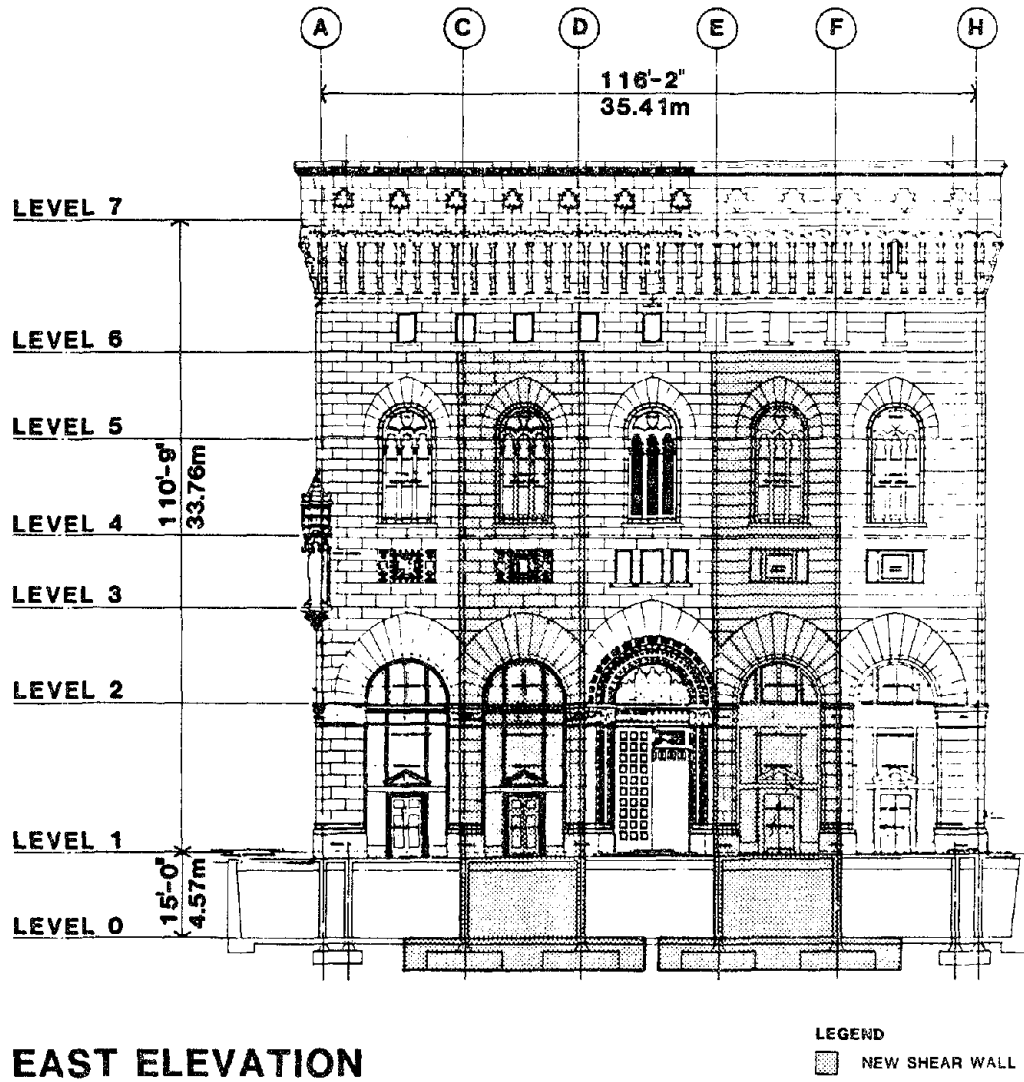 A C D E F H
116'-2"
35.41m
LEVEL 7
LEVEL 6
LEVEL 5
110'-9"
33.76m
LEVEL 4
LEVEL 3
LEVEL 2
LEVEL 1
15'-0"
4.57m
LEVEL 0
LEGEND
EAST ELEVATION
NEW SHEAR WALL